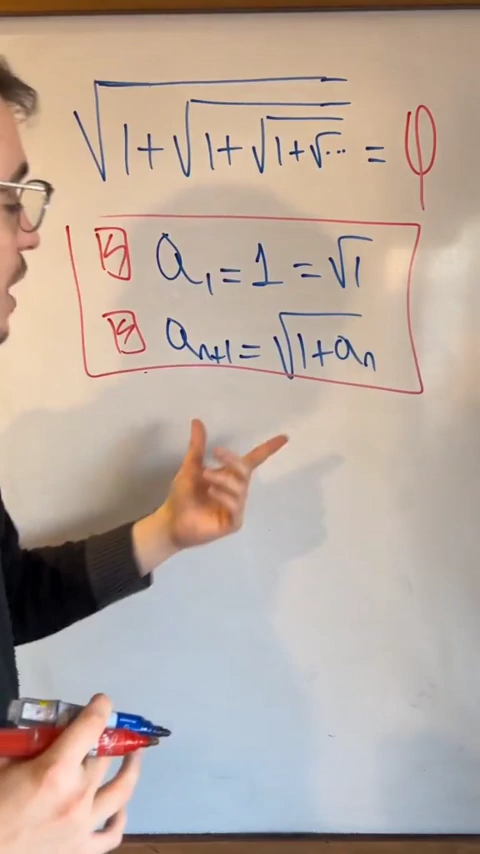 √(1+√(1+√(1+√⋯))) = φ
a₁ = 1 = √1
aₙ₊₁ = √(1+aₙ)